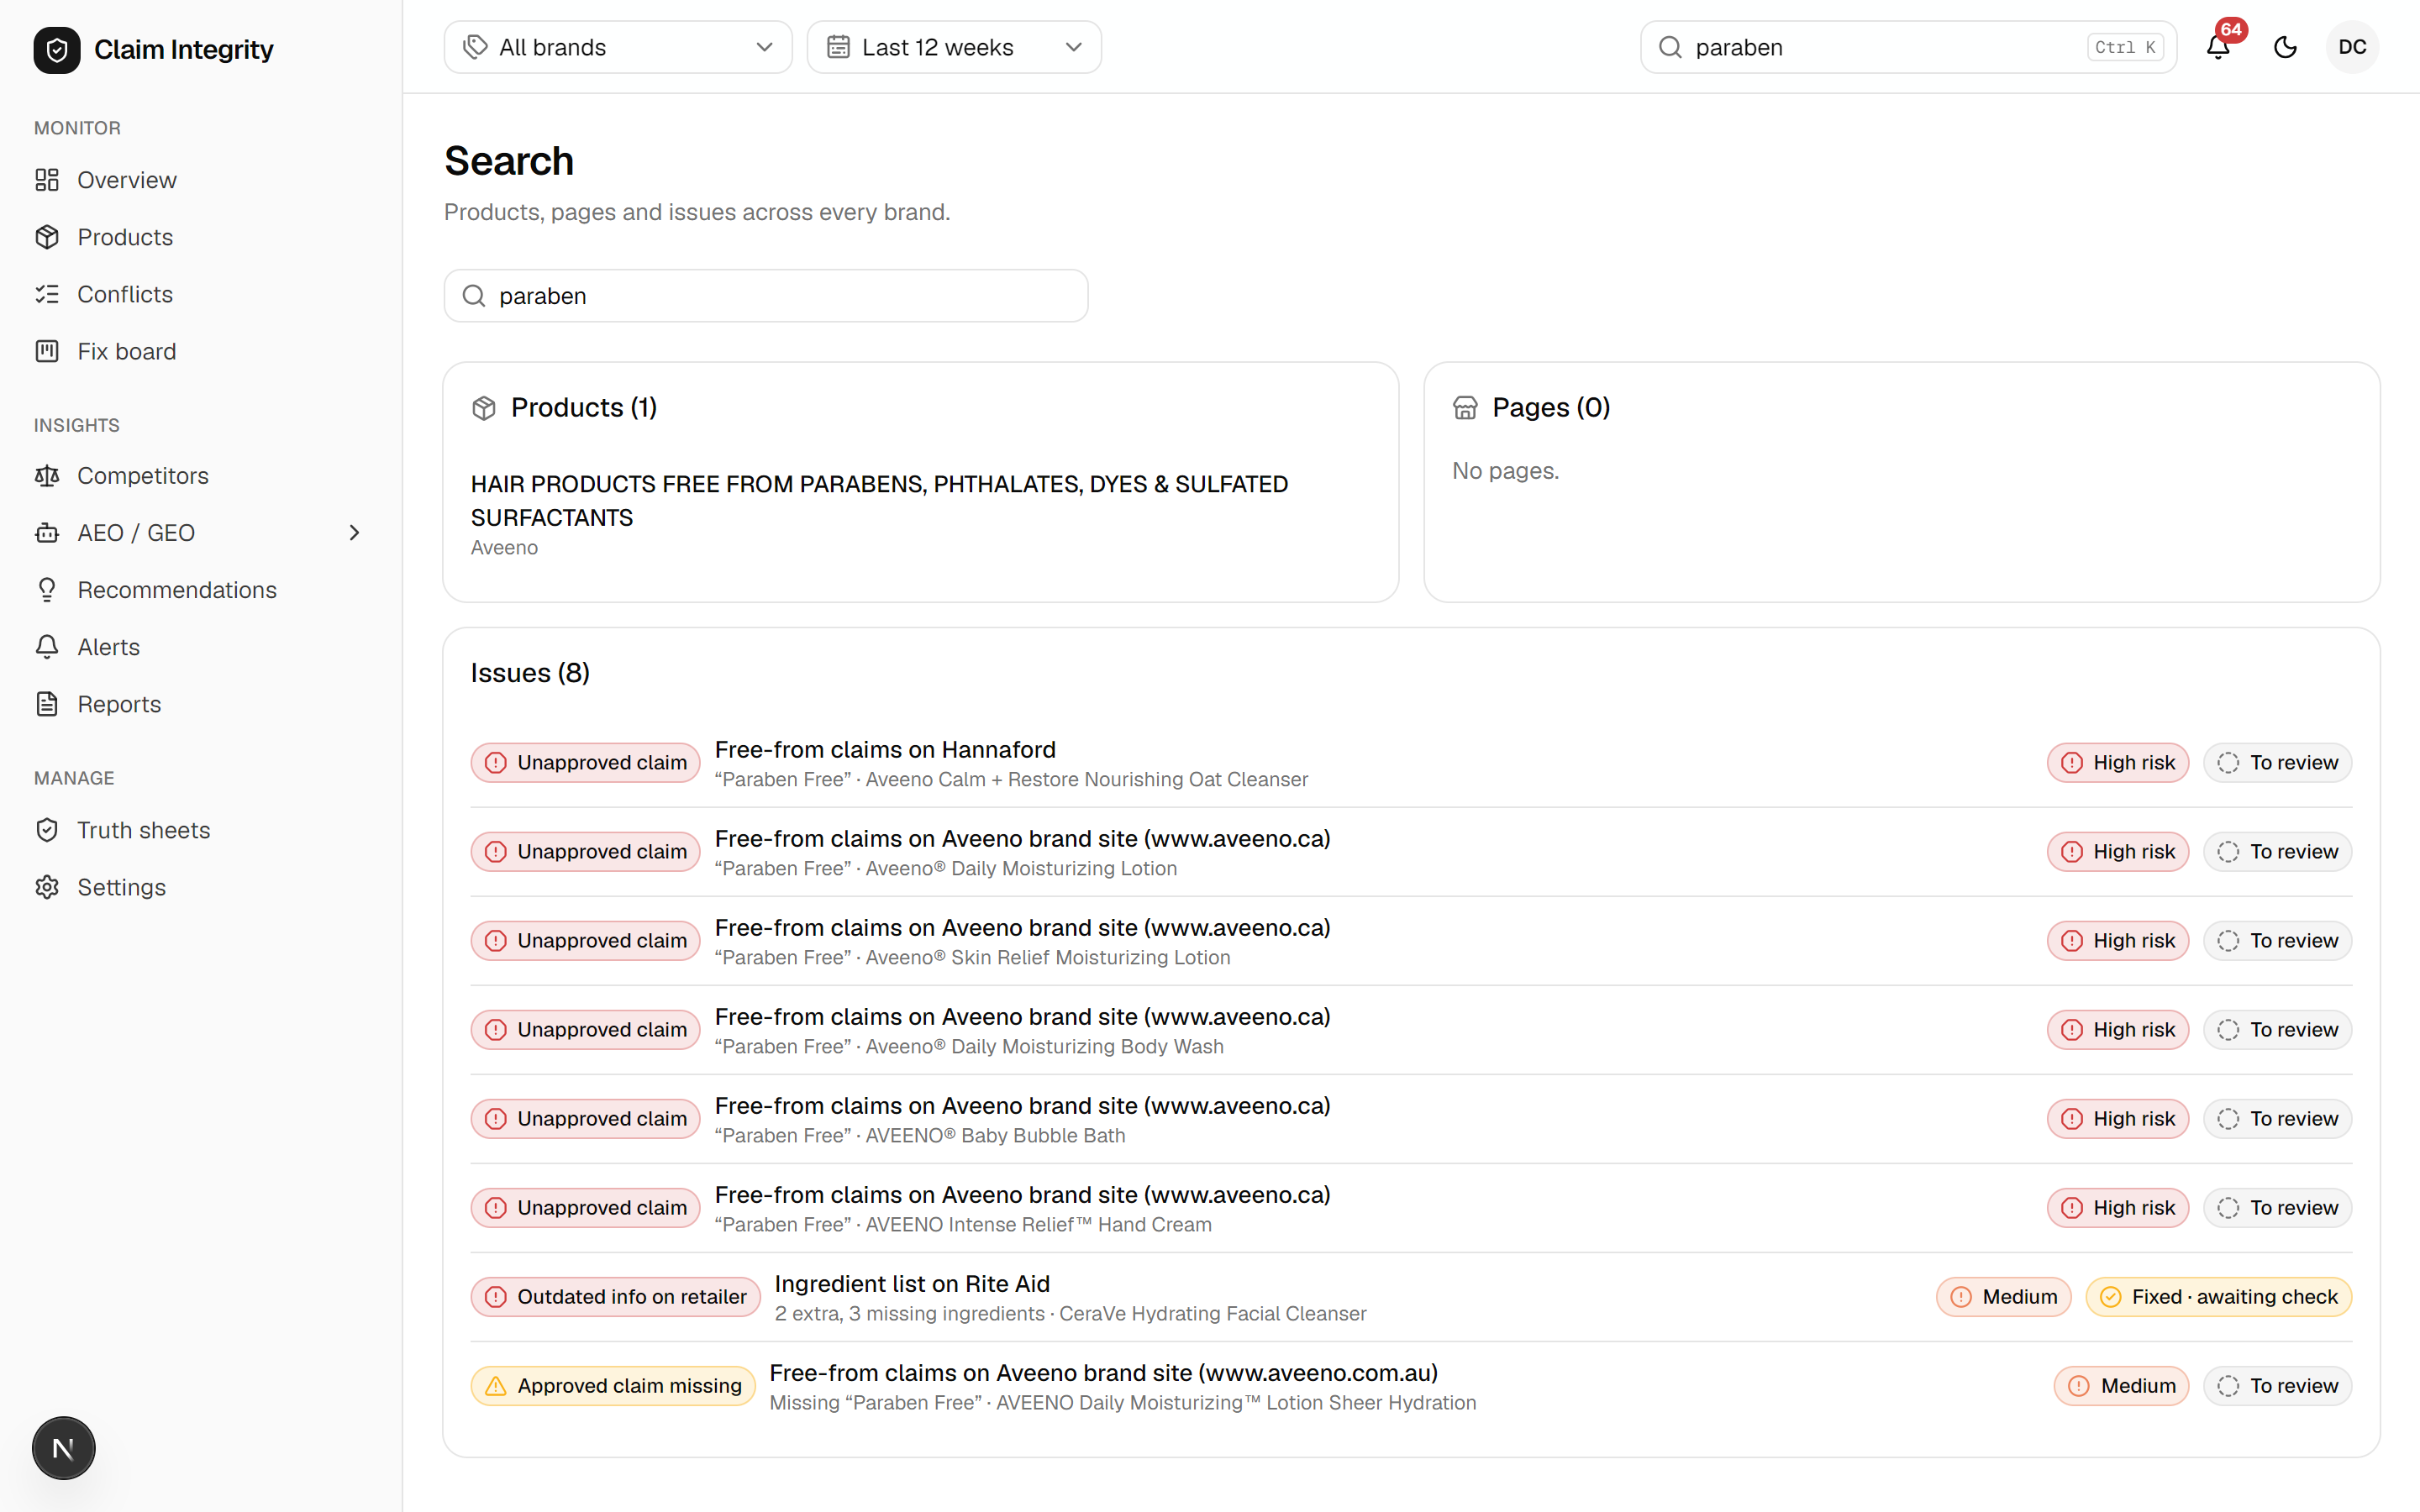 Claim Integrity
All brands
Last 12 weeks
paraben
Ctrl K
64
DC
MONITOR
Overview
Products
Conflicts
Fix board
INSIGHTS
Competitors
AEO / GEO
Recommendations
Alerts
Reports
MANAGE
Truth sheets
Settings
N
Search
Products, pages and issues across every brand.
paraben
Products (1)
HAIR PRODUCTS FREE FROM PARABENS, PHTHALATES, DYES & SULFATED
SURFACTANTS
Aveeno
Pages (0)
No pages.
Issues (8)
Unapproved claim
Free-from claims on Hannaford
“Paraben Free” · Aveeno Calm + Restore Nourishing Oat Cleanser
High risk
To review
Unapproved claim
Free-from claims on Aveeno brand site (www.aveeno.ca)
“Paraben Free” · Aveeno® Daily Moisturizing Lotion
High risk
To review
Unapproved claim
Free-from claims on Aveeno brand site (www.aveeno.ca)
“Paraben Free” · Aveeno® Skin Relief Moisturizing Lotion
High risk
To review
Unapproved claim
Free-from claims on Aveeno brand site (www.aveeno.ca)
“Paraben Free” · Aveeno® Daily Moisturizing Body Wash
High risk
To review
Unapproved claim
Free-from claims on Aveeno brand site (www.aveeno.ca)
“Paraben Free” · AVEENO® Baby Bubble Bath
High risk
To review
Unapproved claim
Free-from claims on Aveeno brand site (www.aveeno.ca)
“Paraben Free” · AVEENO Intense Relief™ Hand Cream
High risk
To review
Outdated info on retailer
Ingredient list on Rite Aid
2 extra, 3 missing ingredients · CeraVe Hydrating Facial Cleanser
Medium
Fixed · awaiting check
Approved claim missing
Free-from claims on Aveeno brand site (www.aveeno.com.au)
Missing “Paraben Free” · AVEENO Daily Moisturizing™ Lotion Sheer Hydration
Medium
To review